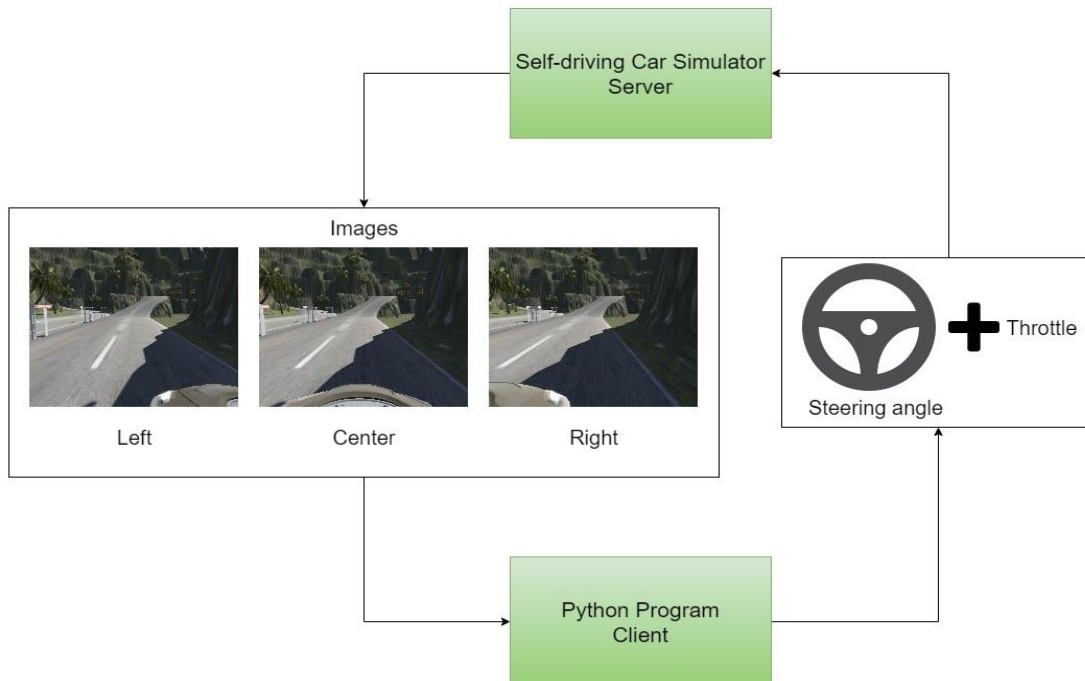 Self-driving Car Simulator
Server
Images
Left
Center
Right
Throttle
Steering angle
Python Program
Client